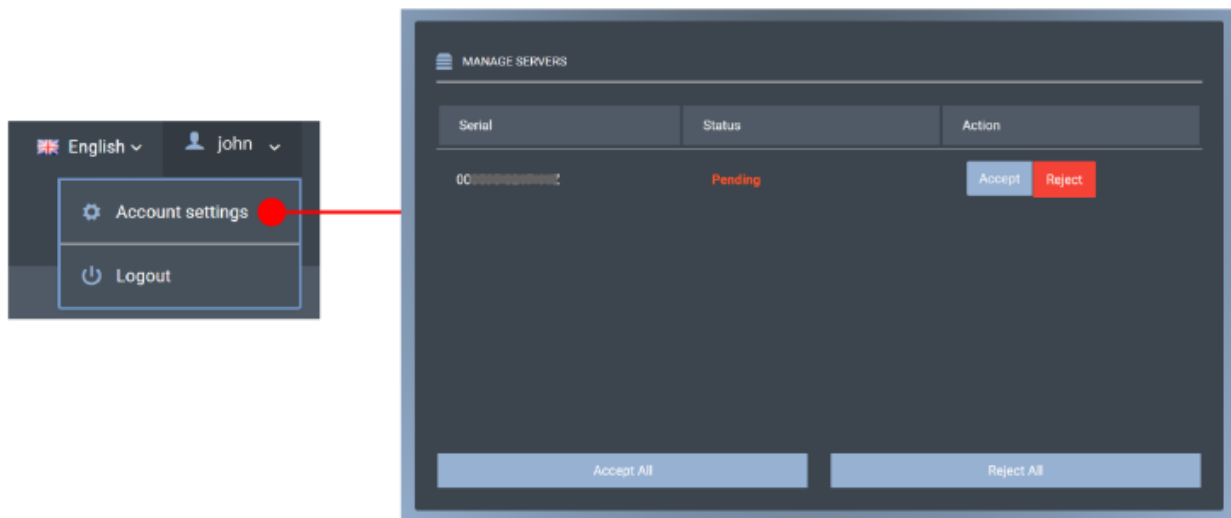 English
john
Account settings
Logout
MANAGE SERVERS
Serial Status Action
Pending Accept Reject
Accept All Reject All